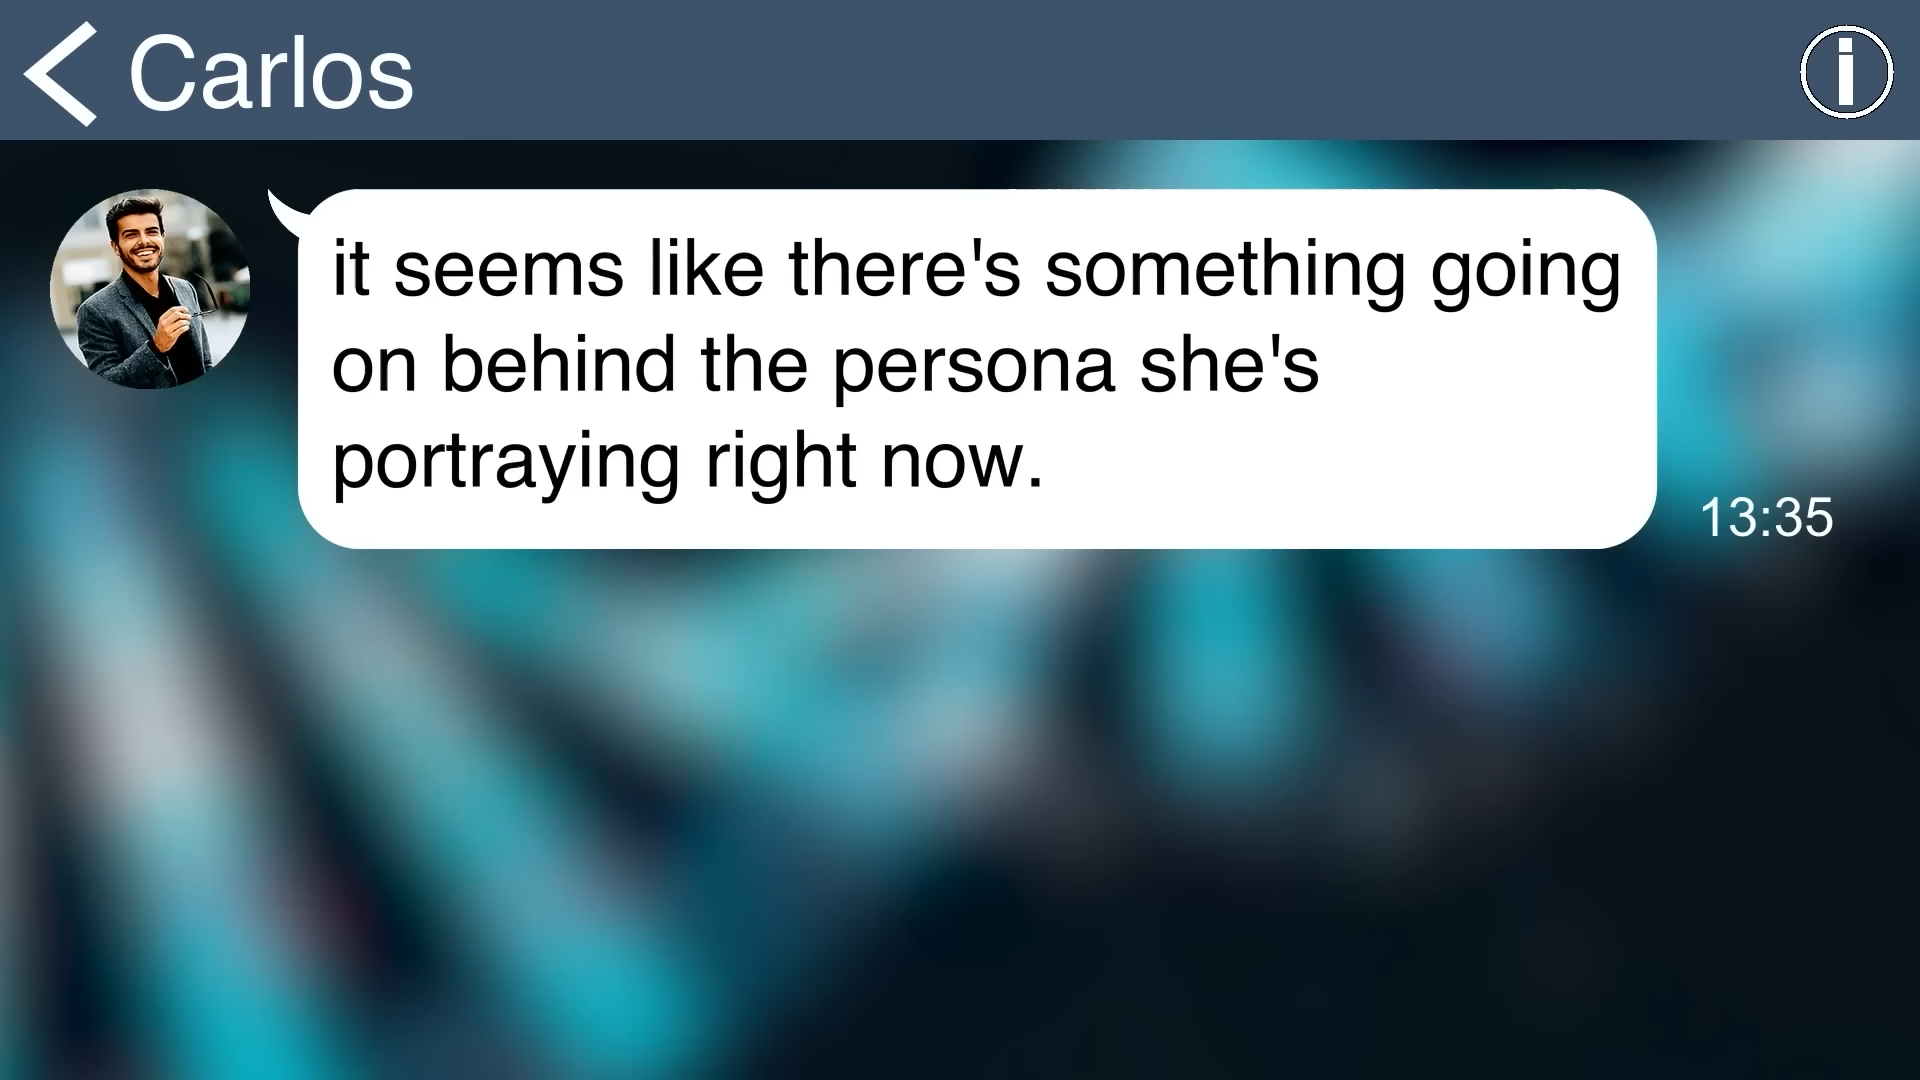 Carlos
it seems like there's something going
on behind the persona she's
portraying right now.
13:35